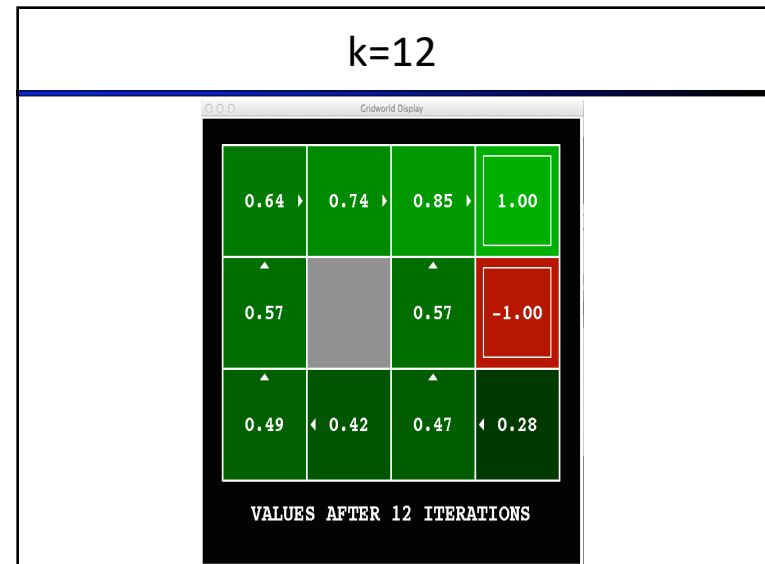 k=12
Gridworld Display
0.64 0.74 0.85 1.00
0.57 0.57 -1.00
0.49 0.42 0.47 0.28
VALUES AFTER 12 ITERATIONS